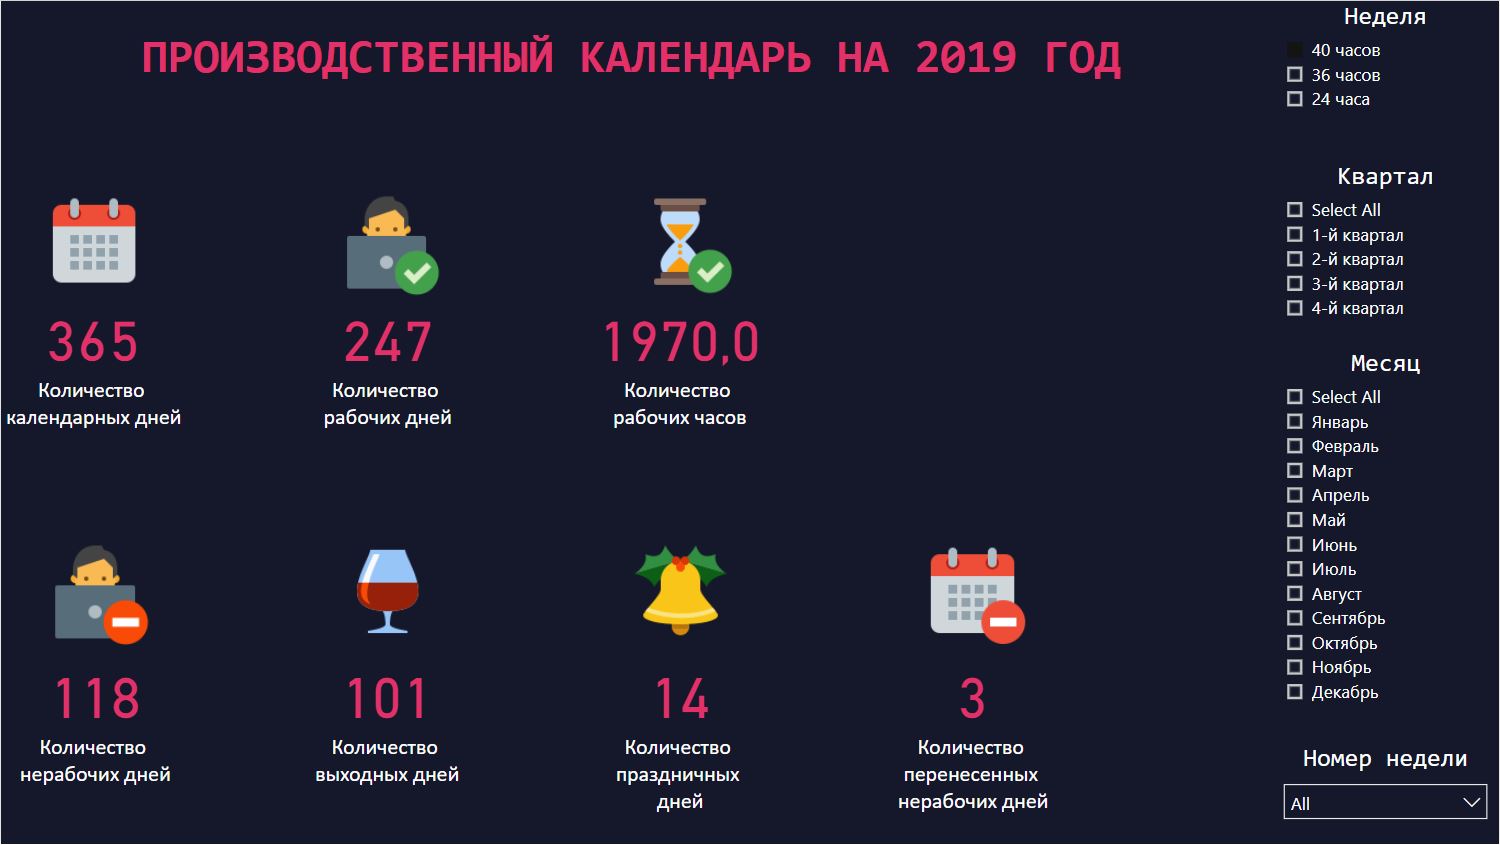 ПРОИЗВОДСТВЕННЫЙ КАЛЕНДАРЬ НА 2019 ГОД
365
Количество
календарных дней
247
Количество
рабочих дней
1970,0
Количество
рабочих часов
118
Количество
нерабочих дней
101
Количество
выходных дней
14
Количество
праздничных
дней
3
Количество
перенесенных
нерабочих дней
Неделя
40 часов
36 часов
24 часа
Квартал
Select All
1-й квартал
2-й квартал
3-й квартал
4-й квартал
Месяц
Select All
Январь
Февраль
Март
Апрель
Май
Июнь
Июль
Август
Сентябрь
Октябрь
Ноябрь
Декабрь
Номер недели
All